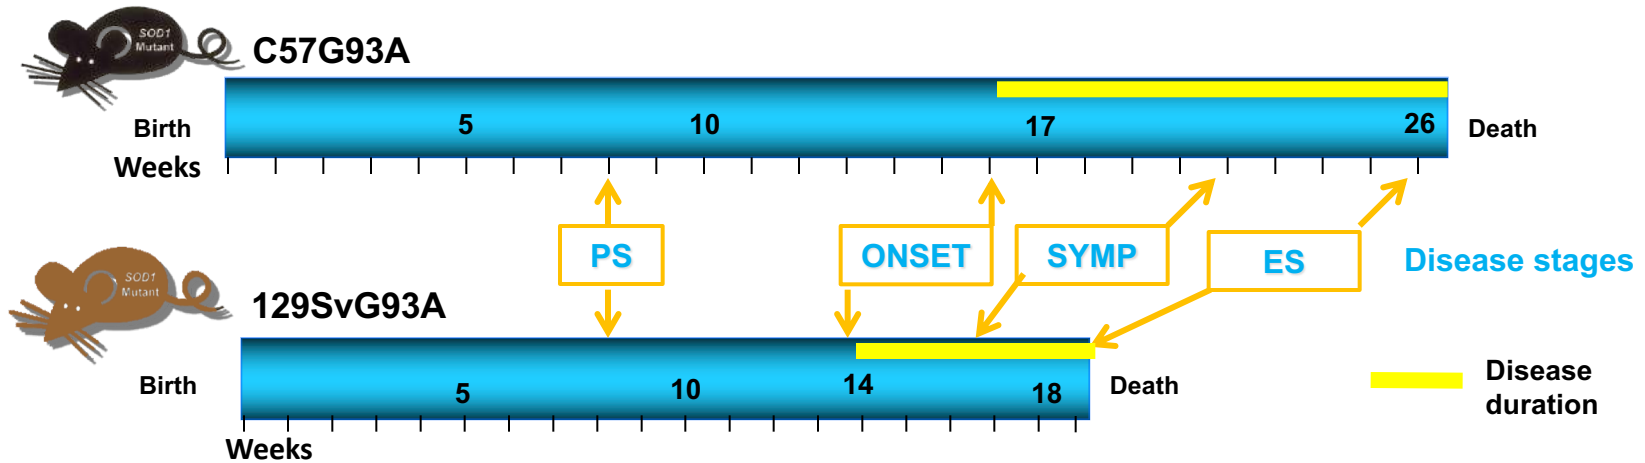 SOD1
Mutant
C57G93A
Birth
5
10
17
26
Death
Weeks
PS
ONSET
SYMP
ES
Disease stages
SOD1
Mutant
129SvG93A
Birth
5
10
14
18
Death
Disease
duration
Weeks